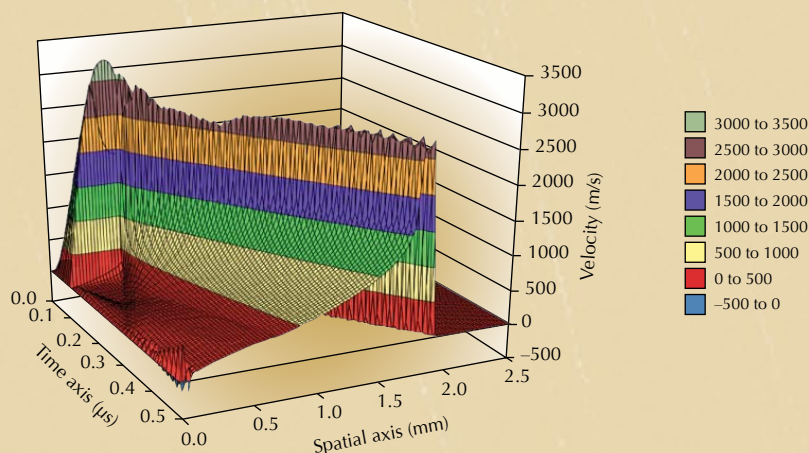 3500
3000
2500
2000
1500
1000
500
0
–500
Velocity (m/s)
0.0
0.1
0.2
0.3
0.4
0.5
Time axis (μs)
0.0
0.5
1.0
1.5
2.0
2.5
Spatial axis (mm)
3000 to 3500
2500 to 3000
2000 to 2500
1500 to 2000
1000 to 1500
500 to 1000
0 to 500
–500 to 0